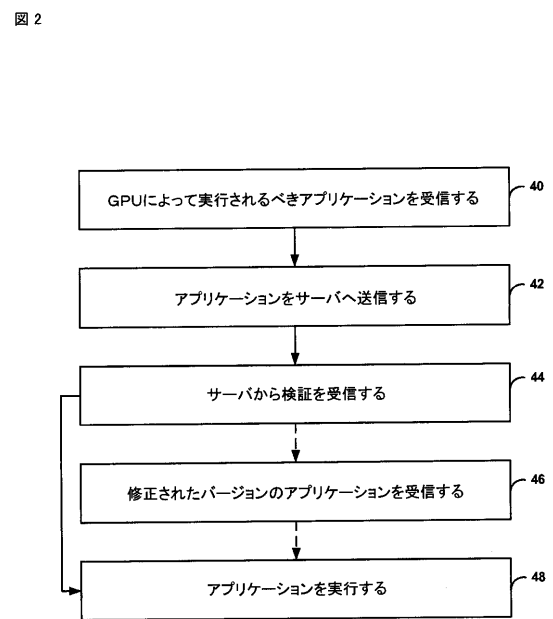 図2
GPUによって実行されるべきアプリケーションを受信する
40
アプリケーションをサーバへ送信する
42
サーバから検証を受信する
44
修正されたバージョンのアプリケーションを受信する
46
アプリケーションを実行する
48